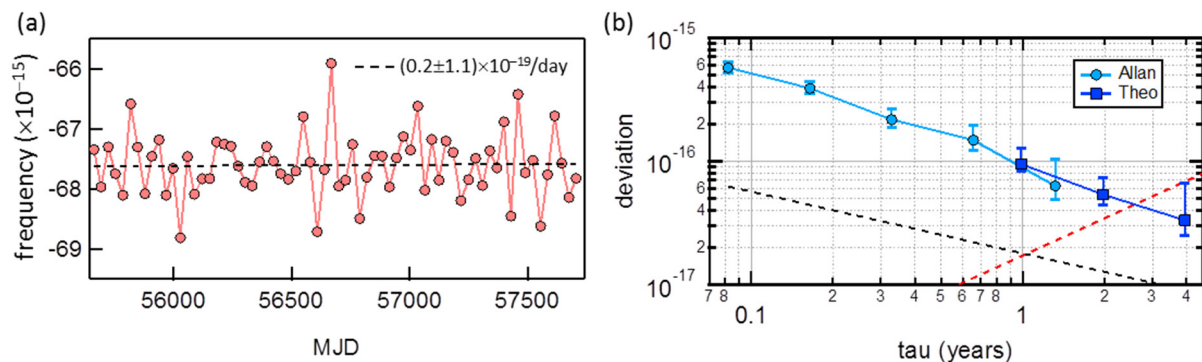 (a)
frequency (×10⁻¹⁵)
-66
-67
-68
-69
(0.2±1.1)×10⁻¹⁹/day
56000
56500
57000
57500
MJD
(b)
deviation
10⁻¹⁵
6
4
2
10⁻¹⁶
6
4
2
10⁻¹⁷
Allan
Theo
7 8 2 3 4 5 6 7 8 2 3 4
0.1 1
tau (years)